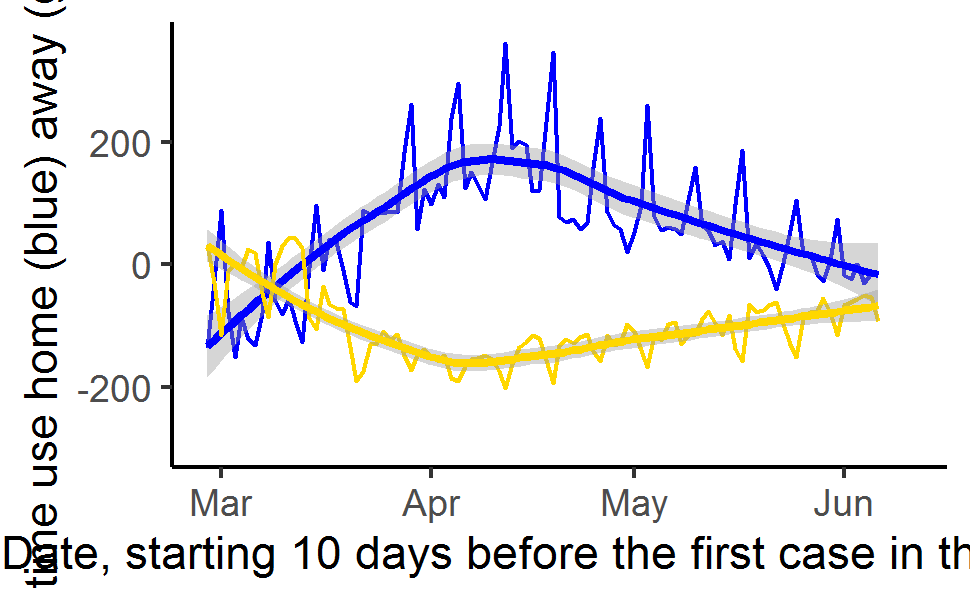 time use home (blue) away (
200
0
-200
Mar Apr May Jun
Date, starting 10 days before the first case in th